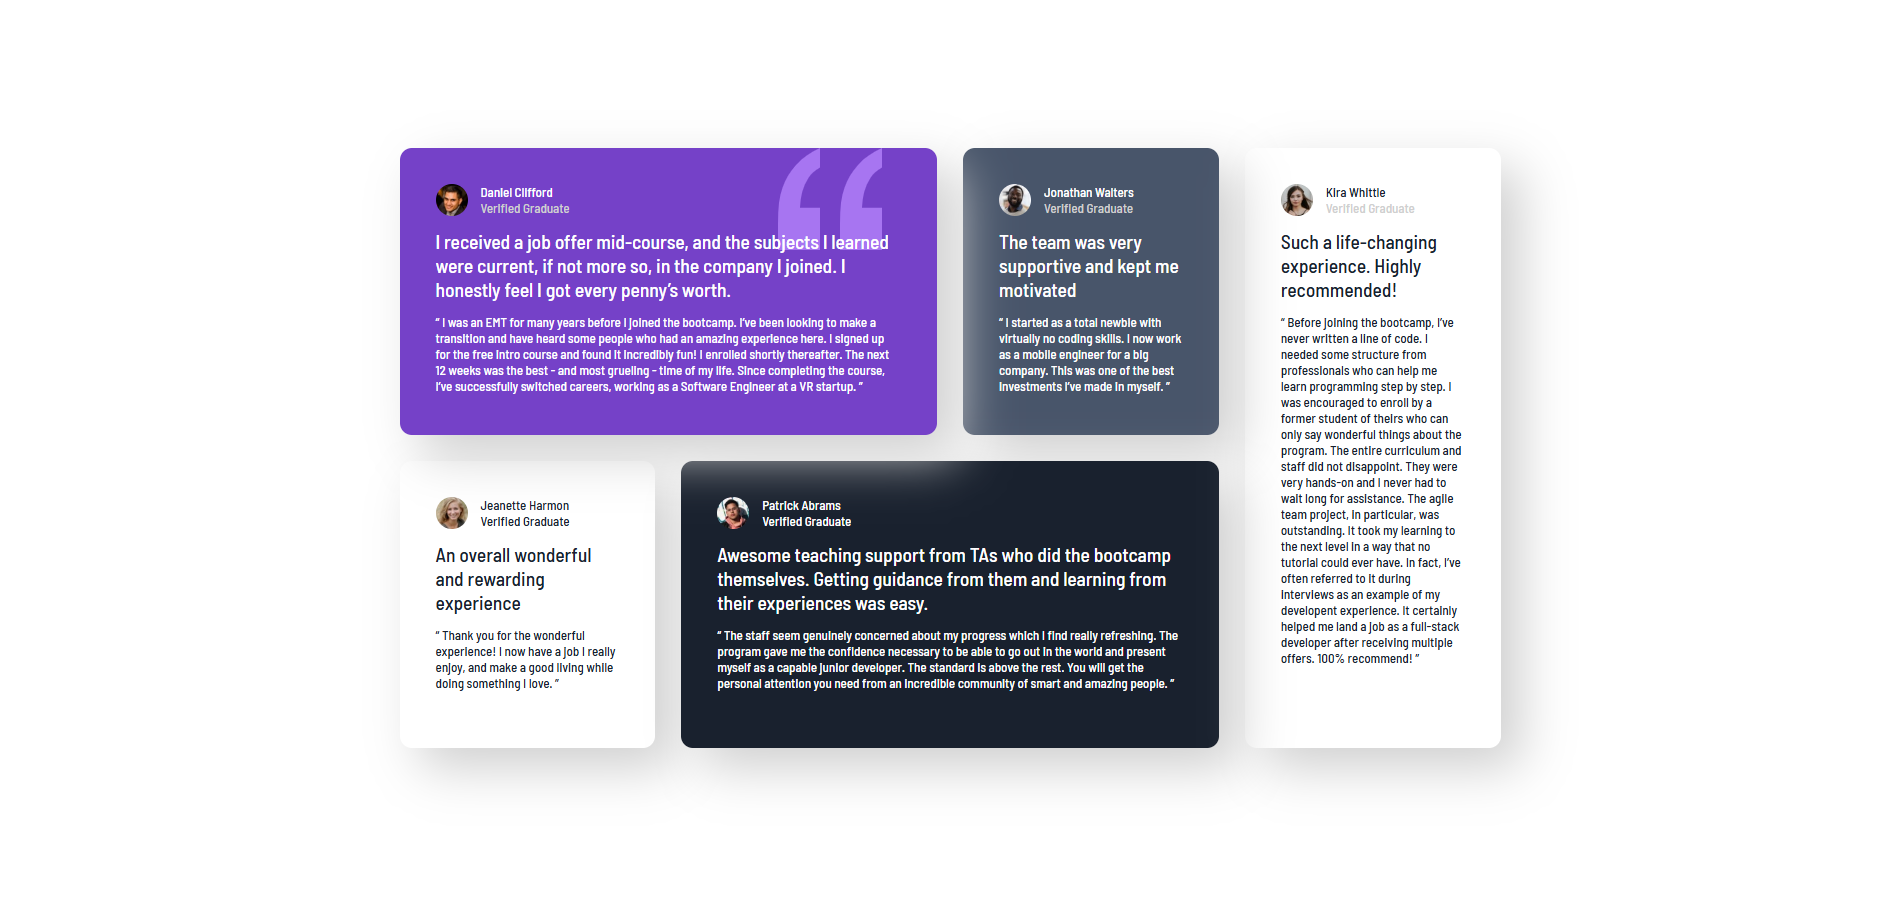 Daniel Clifford
Verified Graduate
I received a job offer mid-course, and the subjects I learned
were current, if not more so, in the company I joined. I
honestly feel I got every penny’s worth.
“ I was an EMT for many years before I joined the bootcamp. I’ve been looking to make a
transition and have heard some people who had an amazing experience here. I signed up
for the free intro course and found it incredibly fun! I enrolled shortly thereafter. The next
12 weeks was the best - and most grueling - time of my life. Since completing the course,
I’ve successfully switched careers, working as a Software Engineer at a VR startup. ”
Jonathan Walters
Verified Graduate
The team was very
supportive and kept me
motivated
“ I started as a total newbie with
virtually no coding skills. I now work
as a mobile engineer for a big
company. This was one of the best
investments I’ve made in myself. ”
Kira Whittle
Verified Graduate
Such a life-changing
experience. Highly
recommended!
“ Before joining the bootcamp, I’ve
never written a line of code. I
needed some structure from
professionals who can help me
learn programming step by step. I
was encouraged to enroll by a
former student of theirs who can
only say wonderful things about the
program. The entire curriculum and
staff did not disappoint. They were
very hands-on and I never had to
wait long for assistance. The agile
team project, in particular, was
outstanding. It took my learning to
the next level in a way that no
tutorial could ever have. In fact, I’ve
often referred to it during
interviews as an example of my
developent experience. It certainly
helped me land a job as a full-stack
developer after receiving multiple
offers. 100% recommend! ”
Jeanette Harmon
Verified Graduate
An overall wonderful
and rewarding
experience
“ Thank you for the wonderful
experience! I now have a job I really
enjoy, and make a good living while
doing something I love. ”
Patrick Abrams
Verified Graduate
Awesome teaching support from TAs who did the bootcamp
themselves. Getting guidance from them and learning from
their experiences was easy.
“ The staff seem genuinely concerned about my progress which I find really refreshing. The
program gave me the confidence necessary to be able to go out in the world and present
myself as a capable junior developer. The standard is above the rest. You will get the
personal attention you need from an incredible community of smart and amazing people. ”